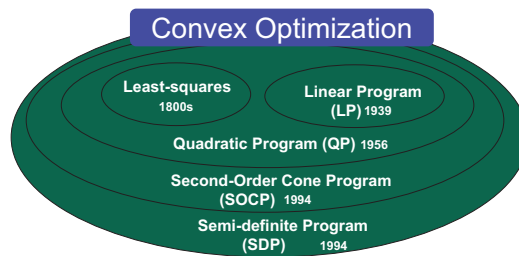 Convex Optimization
Least-squares
1800s
Linear Program
(LP) 1939
Quadratic Program (QP) 1956
Second-Order Cone Program
(SOCP) 1994
Semi-definite Program
(SDP) 1994